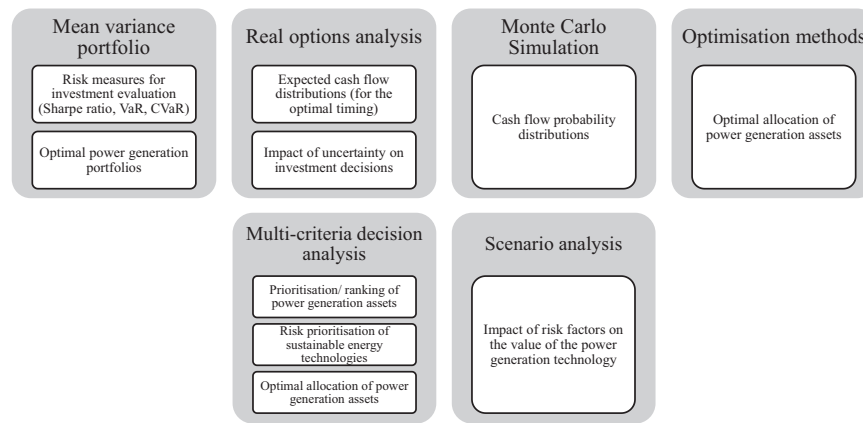 Mean variance
portfolio
Risk measures for
investment evaluation
(Sharpe ratio, VaR, CVaR)
Optimal power generation
portfolios
Real options analysis
Expected cash flow
distributions (for the
optimal timing)
Impact of uncertainty on
investment decisions
Monte Carlo
Simulation
Cash flow probability
distributions
Optimisation methods
Optimal allocation of
power generation assets
Multi-criteria decision
analysis
Prioritisation/ ranking of
power generation assets
Risk prioritisation of
sustainable energy
technologies
Optimal allocation of power
generation assets
Scenario analysis
Impact of risk factors on
the value of the power
generation technology